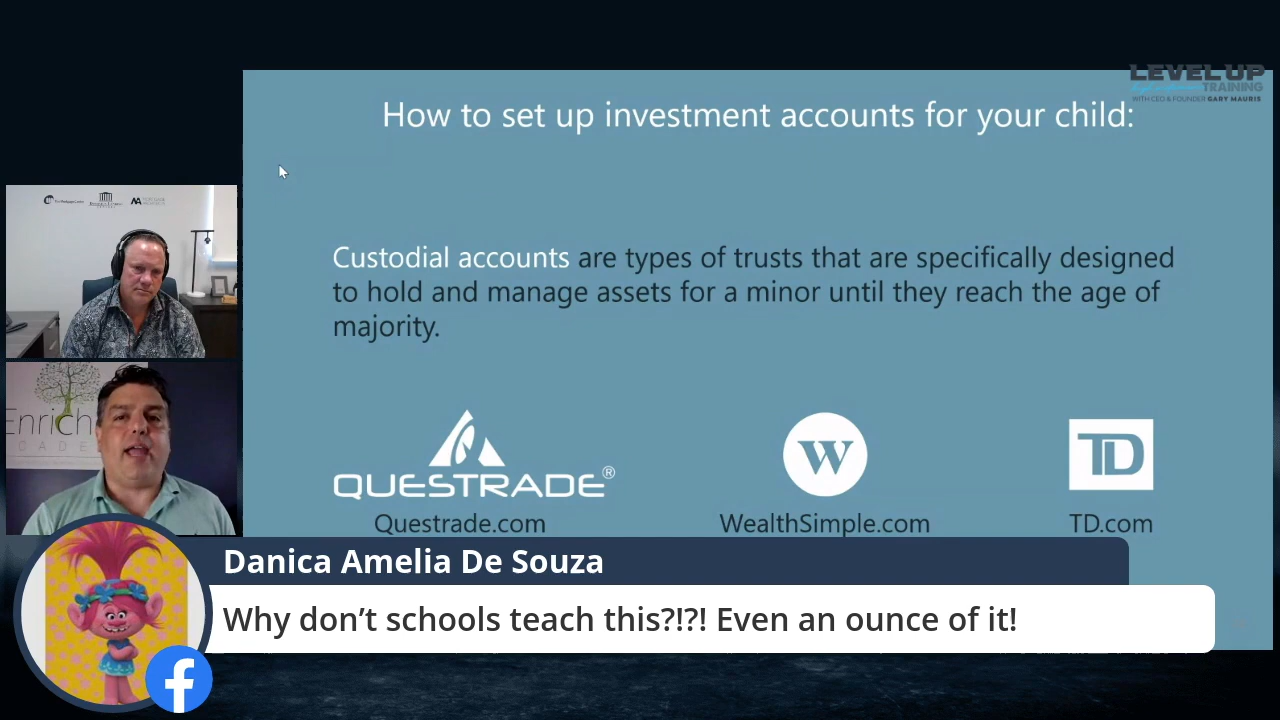 LEVEL UP
TRAINING
WITH CEO & FOUNDER GARY MAURIS
How to set up investment accounts for your child:
Custodial accounts are types of trusts that are specifically designed
to hold and manage assets for a minor until they reach the age of
majority.
QUESTRADE®
W
TD
Questrade.com
WealthSimple.com
TD.com
Enrich
CADE
Danica Amelia De Souza
Why don’t schools teach this?!?! Even an ounce of it!